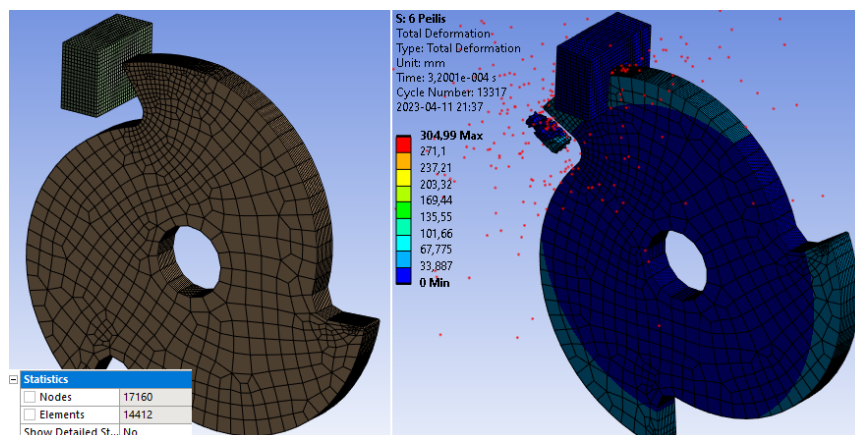 S: 6 Peilis
Total Deformation
Type: Total Deformation
Unit: mm
Time: 3,2001e-004 s
Cycle Number: 13317
2023-04-11 21:37
304,99 Max
271,1
237,21
203,32
169,44
135,55
101,66
67,775
33,887
0 Min
Statistics
Nodes 17160
Elements 14412
Show Detailed St... No